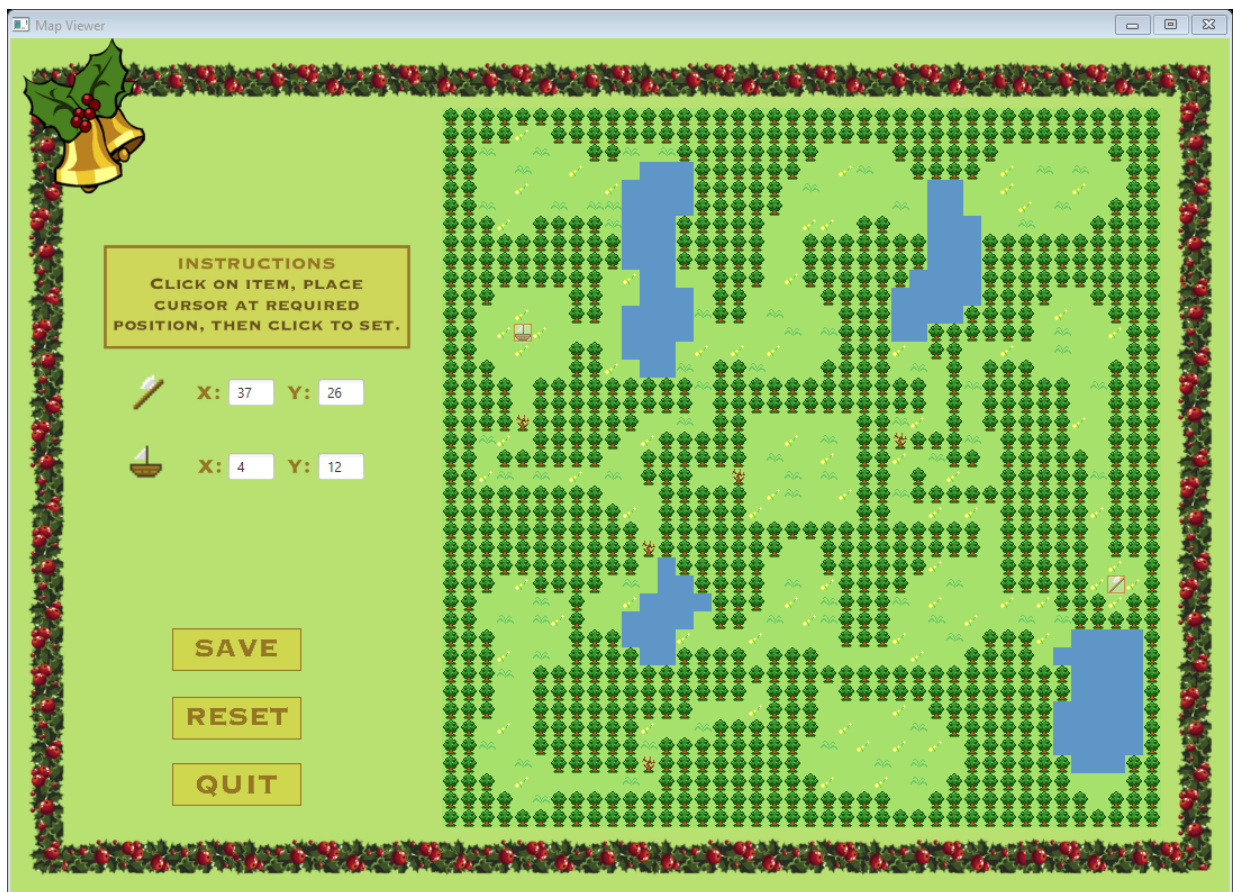 Map Viewer
INSTRUCTIONS
CLICK ON ITEM, PLACE
CURSOR AT REQUIRED
POSITION, THEN CLICK TO SET.
X: 37 Y: 26
X: 4 Y: 12
SAVE
RESET
QUIT